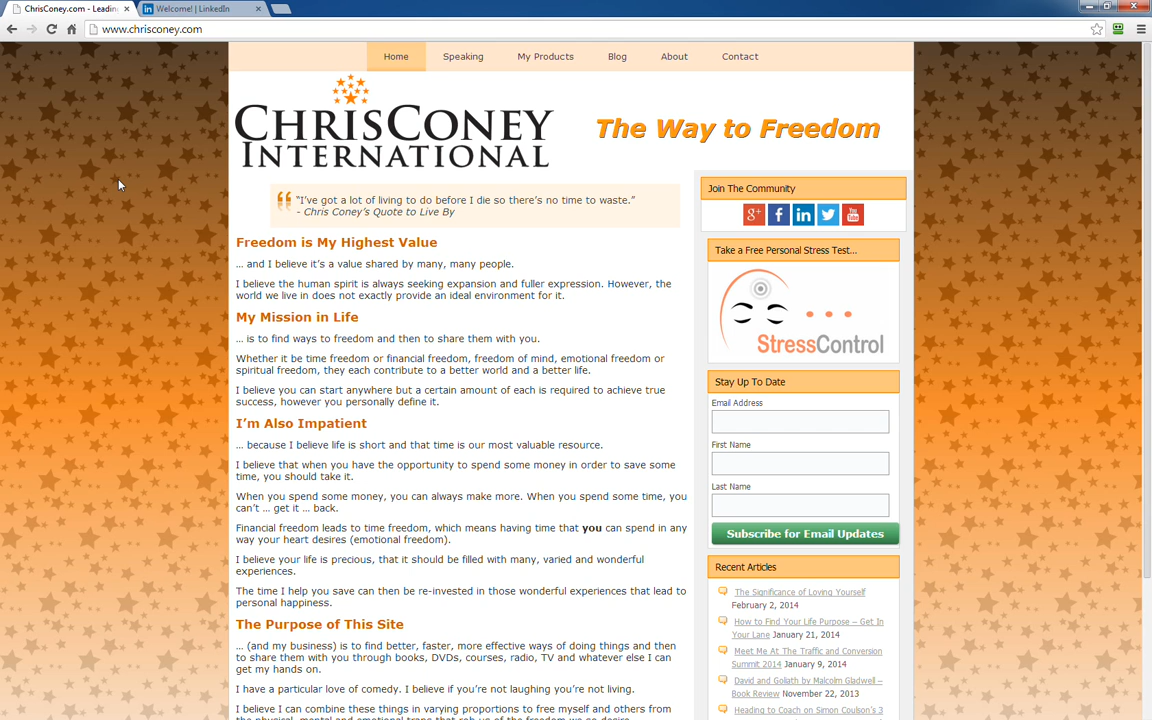 ChrisConey.com - Leadin
Welcome! | LinkedIn
www.chrisconey.com
Home
Speaking
My Products
Blog
About
Contact
CHRISCONEY
INTERNATIONAL
The Way to Freedom
“I’ve got a lot of living to do before I die so there’s no time to waste.”
- Chris Coney’s Quote to Live By
Freedom is My Highest Value
… and I believe it’s a value shared by many, many people.
I believe the human spirit is always seeking expansion and fuller expression. However, the
world we live in does not exactly provide an ideal environment for it.
My Mission in Life
… is to find ways to freedom and then to share them with you.
Whether it be time freedom or financial freedom, freedom of mind, emotional freedom or
spiritual freedom, they each contribute to a better world and a better life.
I believe you can start anywhere but a certain amount of each is required to achieve true
success, however you personally define it.
I’m Also Impatient
… because I believe life is short and that time is our most valuable resource.
I believe that when you have the opportunity to spend some money in order to save some
time, you should take it.
When you spend some money, you can always make more. When you spend some time, you
can’t … get it … back.
Financial freedom leads to time freedom, which means having time that you can spend in any
way your heart desires (emotional freedom).
I believe your life is precious, that it should be filled with many, varied and wonderful
experiences.
The time I help you save can then be re-invested in those wonderful experiences that lead to
personal happiness.
The Purpose of This Site
… (and my business) is to find better, faster, more effective ways of doing things and then
to share them with you through books, DVDs, courses, radio, TV and whatever else I can
get my hands on.
I have a particular love of comedy. I believe if you’re not laughing you’re not living.
I believe I can combine these things in varying proportions to free myself and others from
the physical, mental and emotional traps that rob us of the freedom we so desire.
Join The Community
g+
f
in
You
Take a Free Personal Stress Test...
StressControl
Stay Up To Date
Email Address
First Name
Last Name
Subscribe for Email Updates
Recent Articles
The Significance of Loving Yourself
February 2, 2014
How to Find Your Life Purpose – Get In
Your Lane January 21, 2014
Meet Me At The Traffic and Conversion
Summit 2014 January 9, 2014
David and Goliath by Malcolm Gladwell –
Book Review November 22, 2013
Heading to Coach on Simon Coulson’s 3